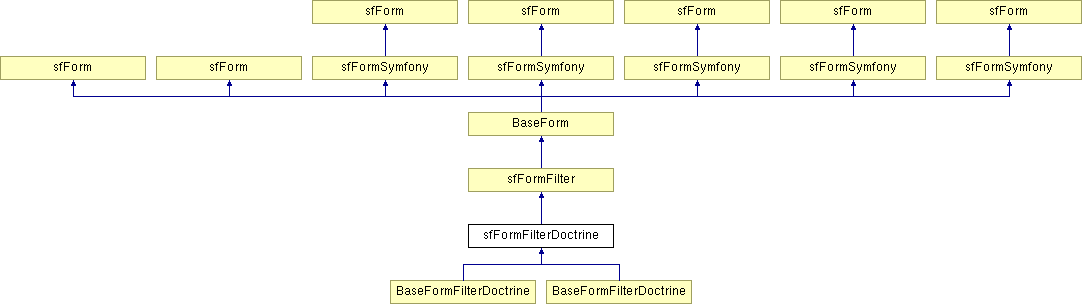 sfForm
sfForm
sfForm
sfForm
sfForm
sfForm
sfForm
sfFormSymfony
sfFormSymfony
sfFormSymfony
sfFormSymfony
sfFormSymfony
BaseForm
sfFormFilter
sfFormFilterDoctrine
BaseFormFilterDoctrine
BaseFormFilterDoctrine